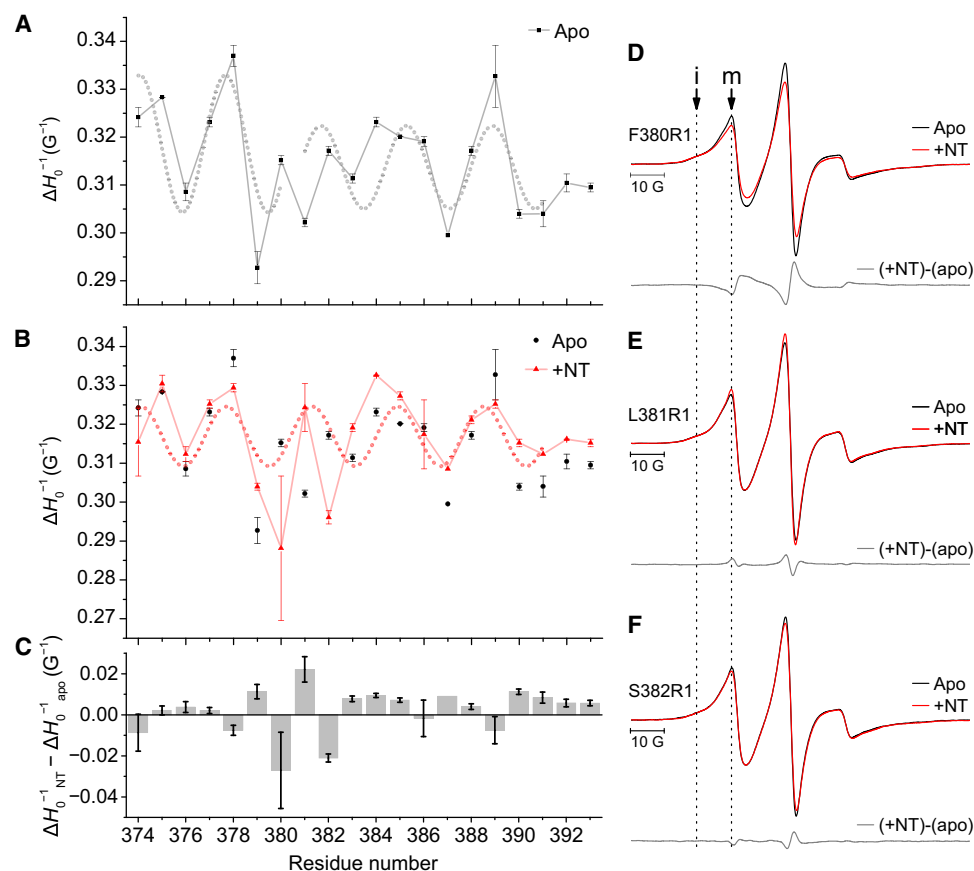 A
Apo
ΔH₀⁻¹ (G⁻¹)
0.34
0.33
0.32
0.31
0.30
0.29
B
Apo
+NT
ΔH₀⁻¹ (G⁻¹)
0.34
0.33
0.32
0.31
0.30
0.29
0.28
0.27
C
ΔH₀⁻¹NT − ΔH₀⁻¹apo (G⁻¹)
0.02
0.00
−0.02
−0.04
374 376 378 380 382 384 386 388 390 392
Residue number
D
i m
F380R1
Apo
+NT
10 G
(+NT)-(apo)
E
L381R1
Apo
+NT
10 G
(+NT)-(apo)
F
S382R1
Apo
+NT
10 G
(+NT)-(apo)